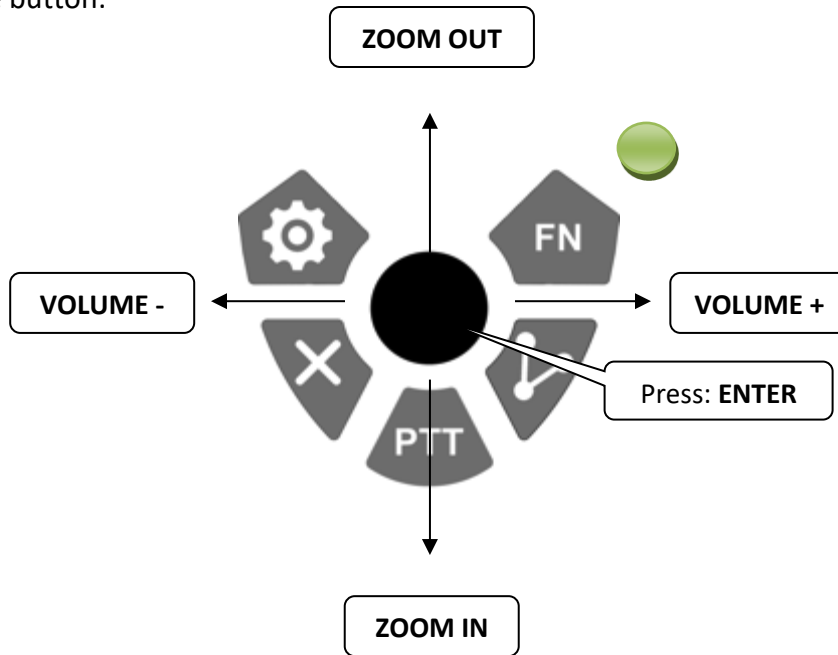 button.
ZOOM OUT
FN
VOLUME -
VOLUME +
Press: ENTER
PTT
ZOOM IN